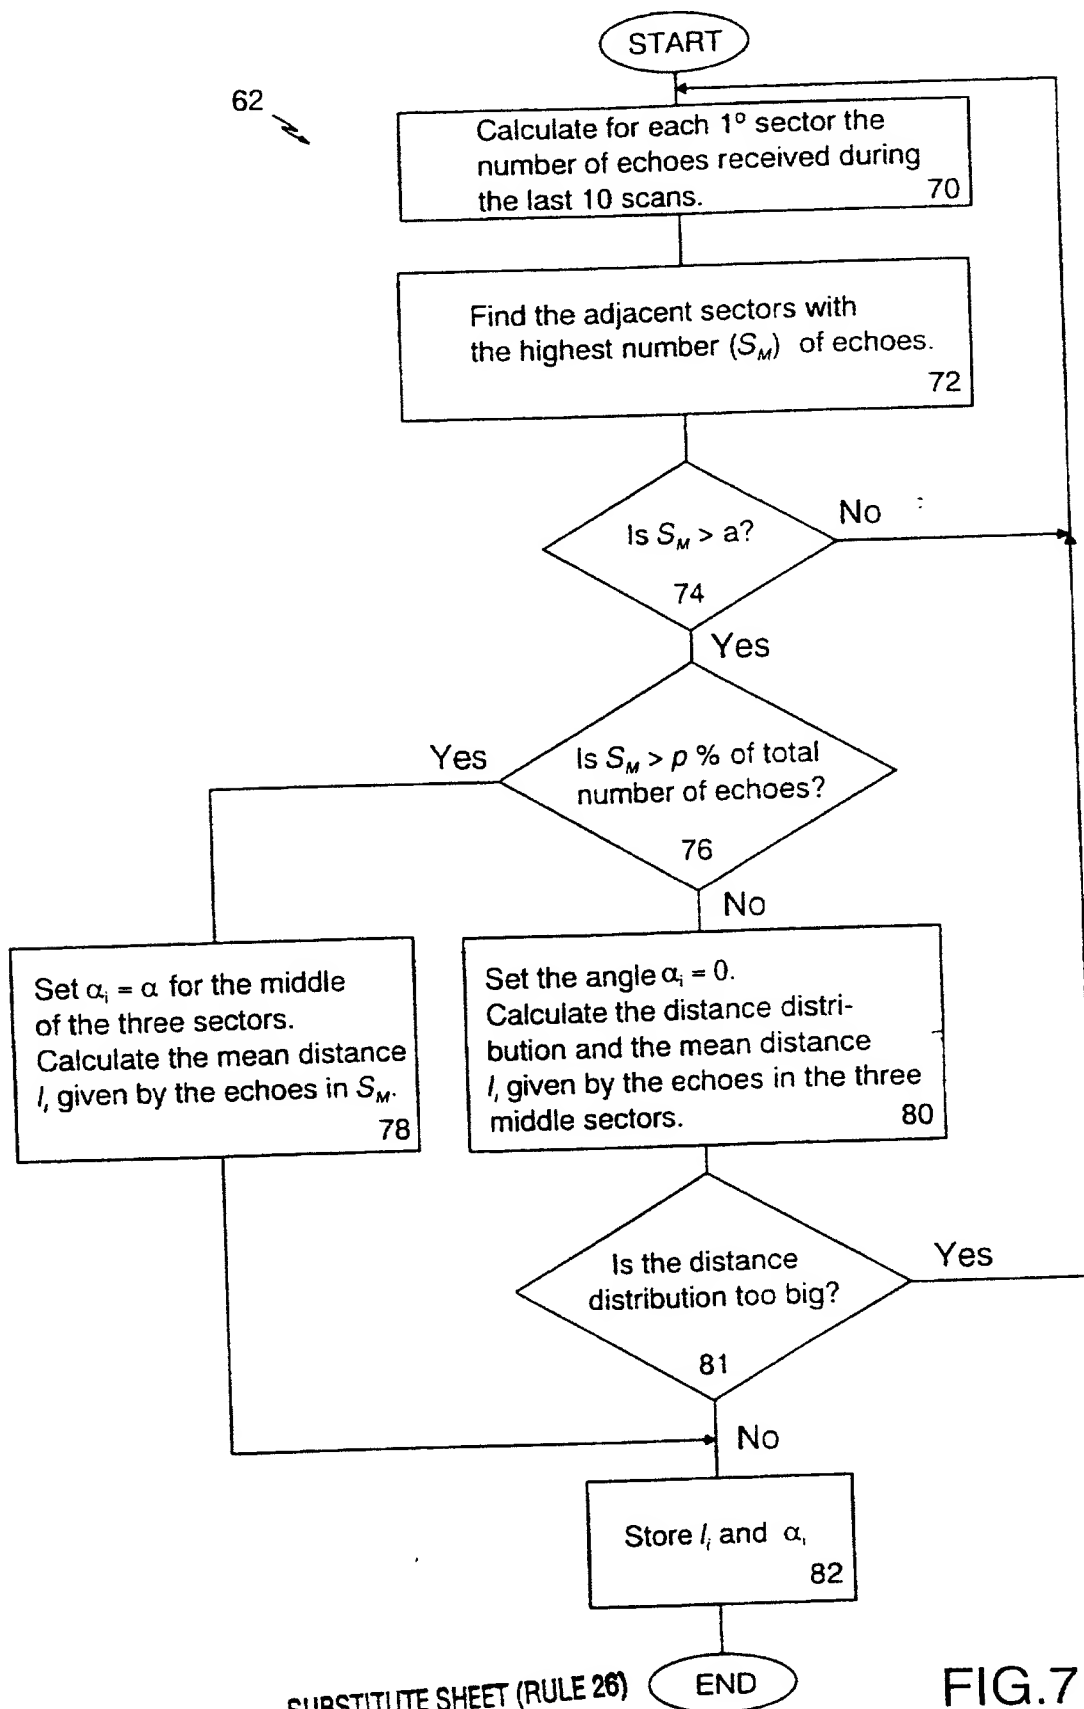 START
62
Calculate for each 1° sector the
number of echoes received during
the last 10 scans.
70
Find the adjacent sectors with
the highest number (S_M) of echoes.
72
Is S_M > a?
74
No
Yes
Is S_M > p % of total
number of echoes?
76
Yes
No
Set α_i = α for the middle
of the three sectors.
Calculate the mean distance
l, given by the echoes in S_M.
78
Set the angle α_i = 0.
Calculate the distance distri-
bution and the mean distance
l, given by the echoes in the three
middle sectors.
80
Is the distance
distribution too big?
81
Yes
No
Store l_i and α_i
82
END
SUBSTITUTE SHEET (RULE 26)
FIG.7